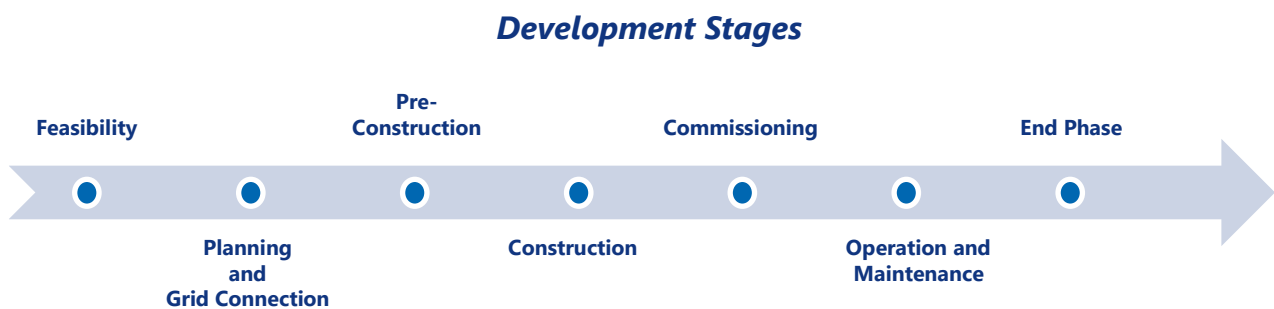 Development Stages
Feasibility
Pre-
Construction
Commissioning
End Phase
Planning
and
Grid Connection
Construction
Operation and
Maintenance